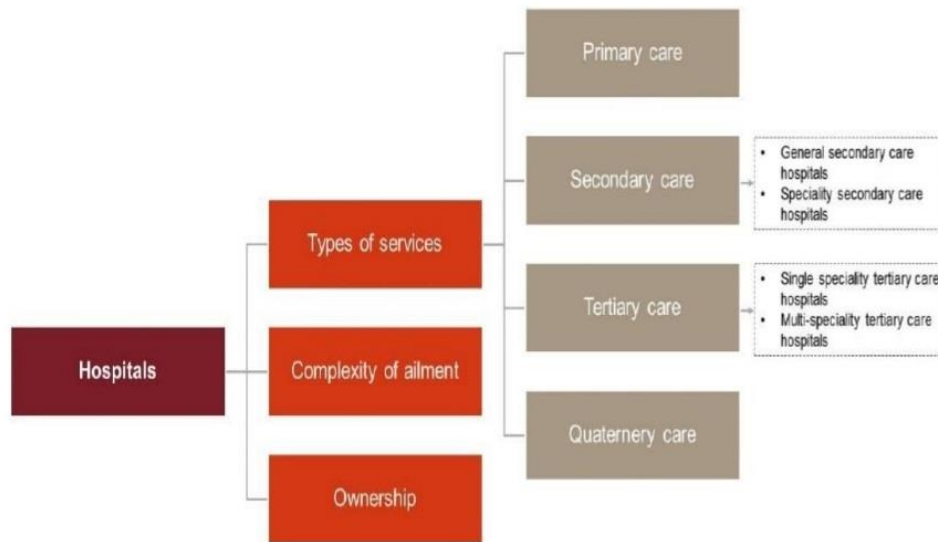 Primary care
Secondary care
• General secondary care
hospitals
• Speciality secondary care
hospitals
Types of services
Single speciality tertiary care
hospitals
• Multi-speciality tertiary care
hospitals
Tertiary care
Hospitals
Complexity of ailment
Quaternery care
Ownership